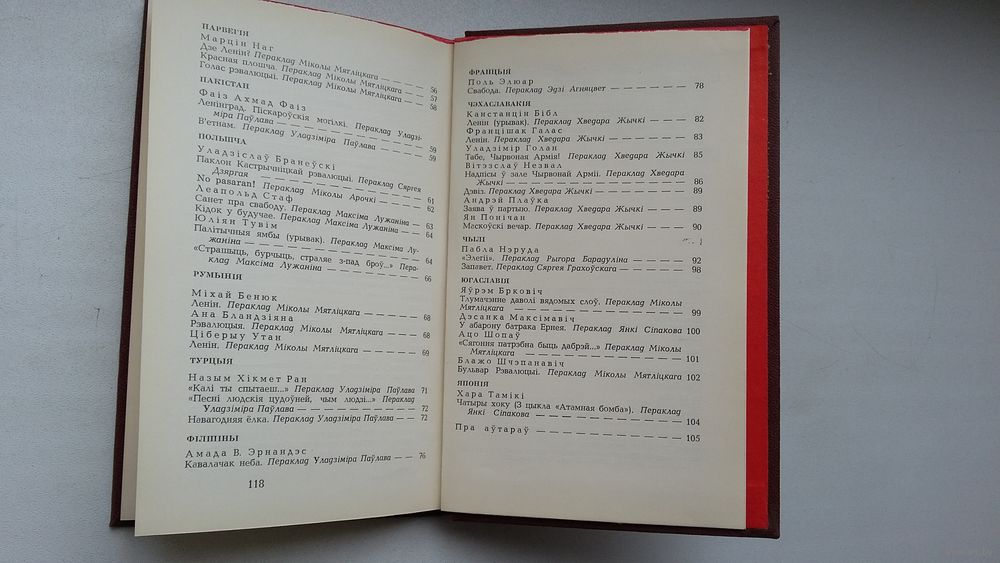 НАРВЕГІЯ
Марцін Наг
Дзе Ленін? Пераклад Міколы Мятліцкага — — — — — 56
Красная плошча. Пераклад Міколы Мятліцкага — — — — 57
Голас рэвалюцыі. Пераклад Міколы Мятліцкага — — — 58
ПАКІСТАН
Фаіз Ахмад Фаіз
Ленінград. Піскароўскія могілкі. Пераклад Уладзі-
міра Паўлава — — — — — — — — — — — 59
В'етнам. Пераклад Уладзіміра Паўлава — — — — 59
ПОЛЬШЧА
Уладзіслаў Бранеўскі
Паклон Кастрычніцкай рэвалюцыі. Пераклад Сяргея
Дзяргая — — — — — — — — — — — 61
No pasaran! Пераклад Міколы Арочкі — — — — 62
Леапольд Стаф
Санет пра свабоду. Пераклад Максіма Лужаніна — — 63
Кідок у будучае. Пераклад Максіма Лужаніна — — 64
Юліян Тувім
Палітычныя ямбы (урывак). Пераклад Максіма Лу-
жаніна — — — — — — — — — — — 64
«Страшыць, бурчыць, страляе з-пад броў...» Пера-
клад Максіма Лужаніна — — — — — — — — 66
РУМЫНІЯ
Міхай Бенюк
Ленін. Пераклад Міколы Мятліцкага — — — — — 68
Ана Бландзіяна
Рэвалюцыя. Пераклад Міколы Мятліцкага — — — — 68
Ціберыу Утан
Ленін. Пераклад Міколы Мятліцкага — — — — — 69
ТУРЦЫЯ
Назым Хікмет Ран
«Калі ты спытаеш...» Пераклад Уладзіміра Паўлава 71
«Песні людскія цудоўней, чым людзі...» Пераклад
Уладзіміра Паўлава — — — — — — — — — 72
Навагодняя ёлка. Пераклад Уладзіміра Паўлава — — 72
ФІЛІПІНЫ
Амада В. Эрнандэс
Кавалачак неба. Пераклад Уладзіміра Паўлава — — 76
118
ФРАНЦЫЯ
Поль Элюар
Свабода. Пераклад Эдзі Агняцвет — — — — — — 78
ЧЭХАСЛАВАКІЯ
Канстанцін Бібл
Ленін (урывак). Пераклад Хведара Жычкі — — — — 82
Францішак Галас
Ленін. Пераклад Хведара Жычкі — — — — — — 83
Уладзімір Голан
Табе, Чырвоная Армія! Пераклад Хведара Жычкі 85
Вітэзслаў Незвал
Надпісы ў зале Чырвонай Арміі. Пераклад Хведара
Жычкі — — — — — — — — — — — 86
Дэвіз. Пераклад Хведара Жычкі — — — — — — 89
Андрэй Плаўка
Заява ў партыю. Пераклад Хведара Жычкі — — — 89
Ян Понічан
Маскоўскі вечар. Пераклад Хведара Жычкі — — — 90
ЧЫЛІ
Пабла Нэруда
«Элегіі». Пераклад Рыгора Барадуліна — — — — 92
Запавет. Пераклад Сяргея Грахоўскага — — — — 98
ЮГАСЛАВІЯ
Яўрэм Брковіч
Тлумачэнне даволі вядомых слоў. Пераклад Міколы
Мятліцкага — — — — — — — — — — — 99
Дэсанка Максімавіч
У абарону батрака Ернея. Пераклад Янкі Сіпакова 100
Ацо Шопаў
«Сягоння патрэбна быць дабрэй...» Пераклад Міколы
Мятліцкага — — — — — — — — — — 101
Блажо Шчэпанавіч
Бульвар Рэвалюцыі. Пераклад Міколы Мятліцкага 102
ЯПОНІЯ
Хара Тамікі
Чатыры хоку (З цыкла «Атамная бомба»). Пераклад
Янкі Сіпакова — — — — — — — — — — 104
Пра аўтараў — — — — — — — — — — 105